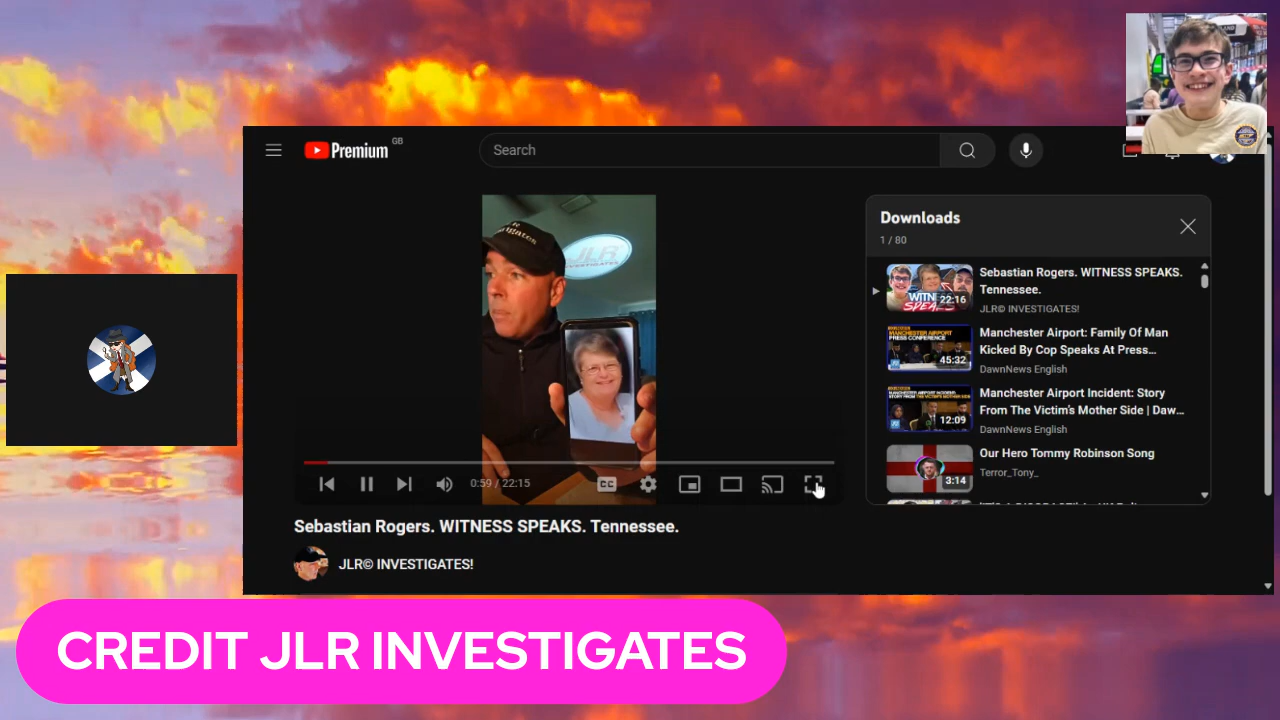 Premium GB
Search
Downloads
1 / 80
Sebastian Rogers. WITNESS SPEAKS.
Tennessee.
JLR© INVESTIGATES!
22:16
Manchester Airport: Family Of Man
Kicked By Cop Speaks At Press...
DawnNews English
45:32
Manchester Airport Incident: Story
From The Victim's Mother Side | Daw...
DawnNews English
12:09
Our Hero Tommy Robinson Song
Terror_Tony_
3:14
JLR
INVESTIGATES
0:59 / 22:15
CC
Sebastian Rogers. WITNESS SPEAKS. Tennessee.
JLR© INVESTIGATES!
CREDIT JLR INVESTIGATES